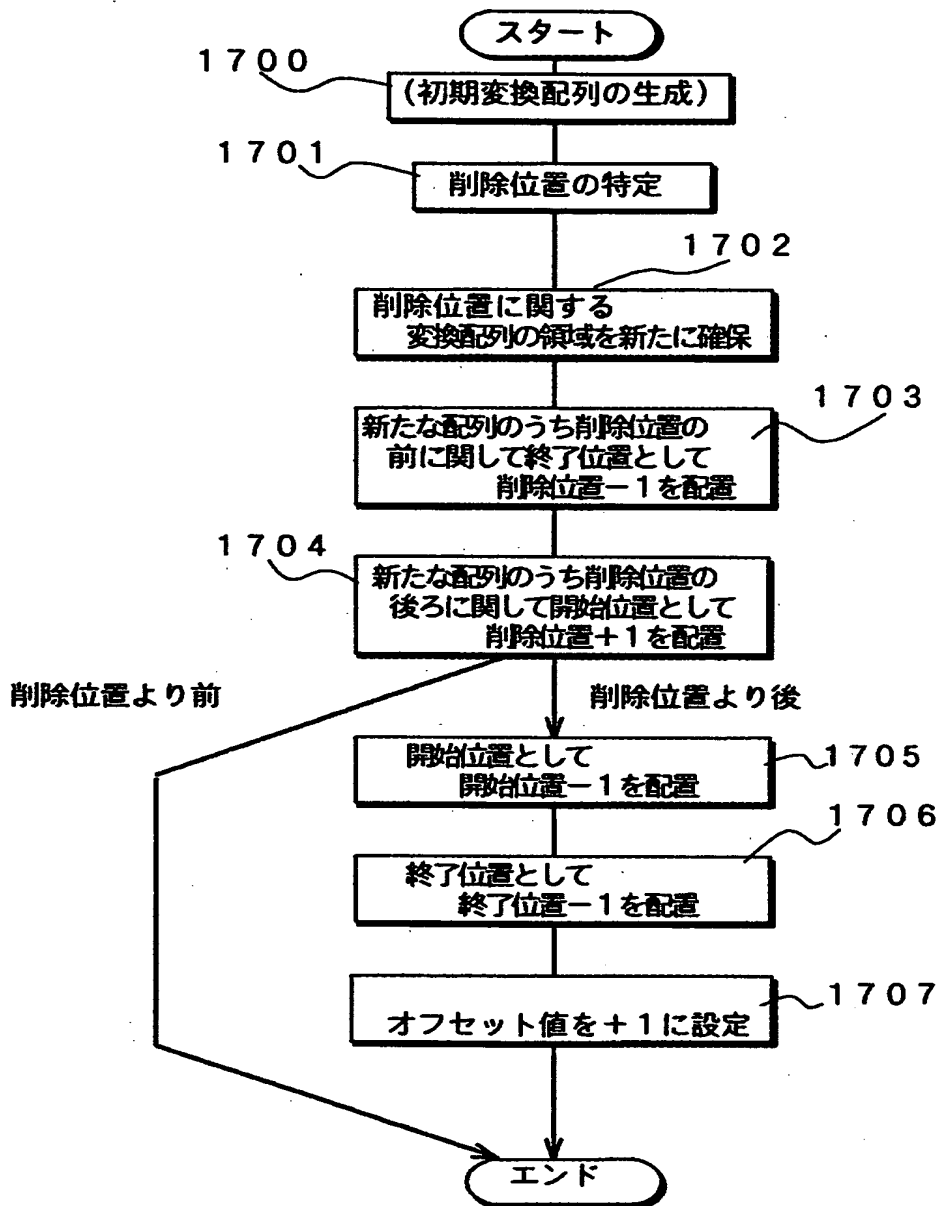 スタート
1700
(初期変換配列の生成)
1701
削除位置の特定
1702
削除位置に関する
変換配列の領域を新たに確保
1703
新たな配列のうち削除位置の
前に関して終了位置として
削除位置−1を配置
1704
新たな配列のうち削除位置の
後ろに関して開始位置として
削除位置+1を配置
削除位置より前
削除位置より後
開始位置として
開始位置−1を配置
1705
1706
終了位置として
終了位置−1を配置
1707
オフセット値を+1に設定
エンド